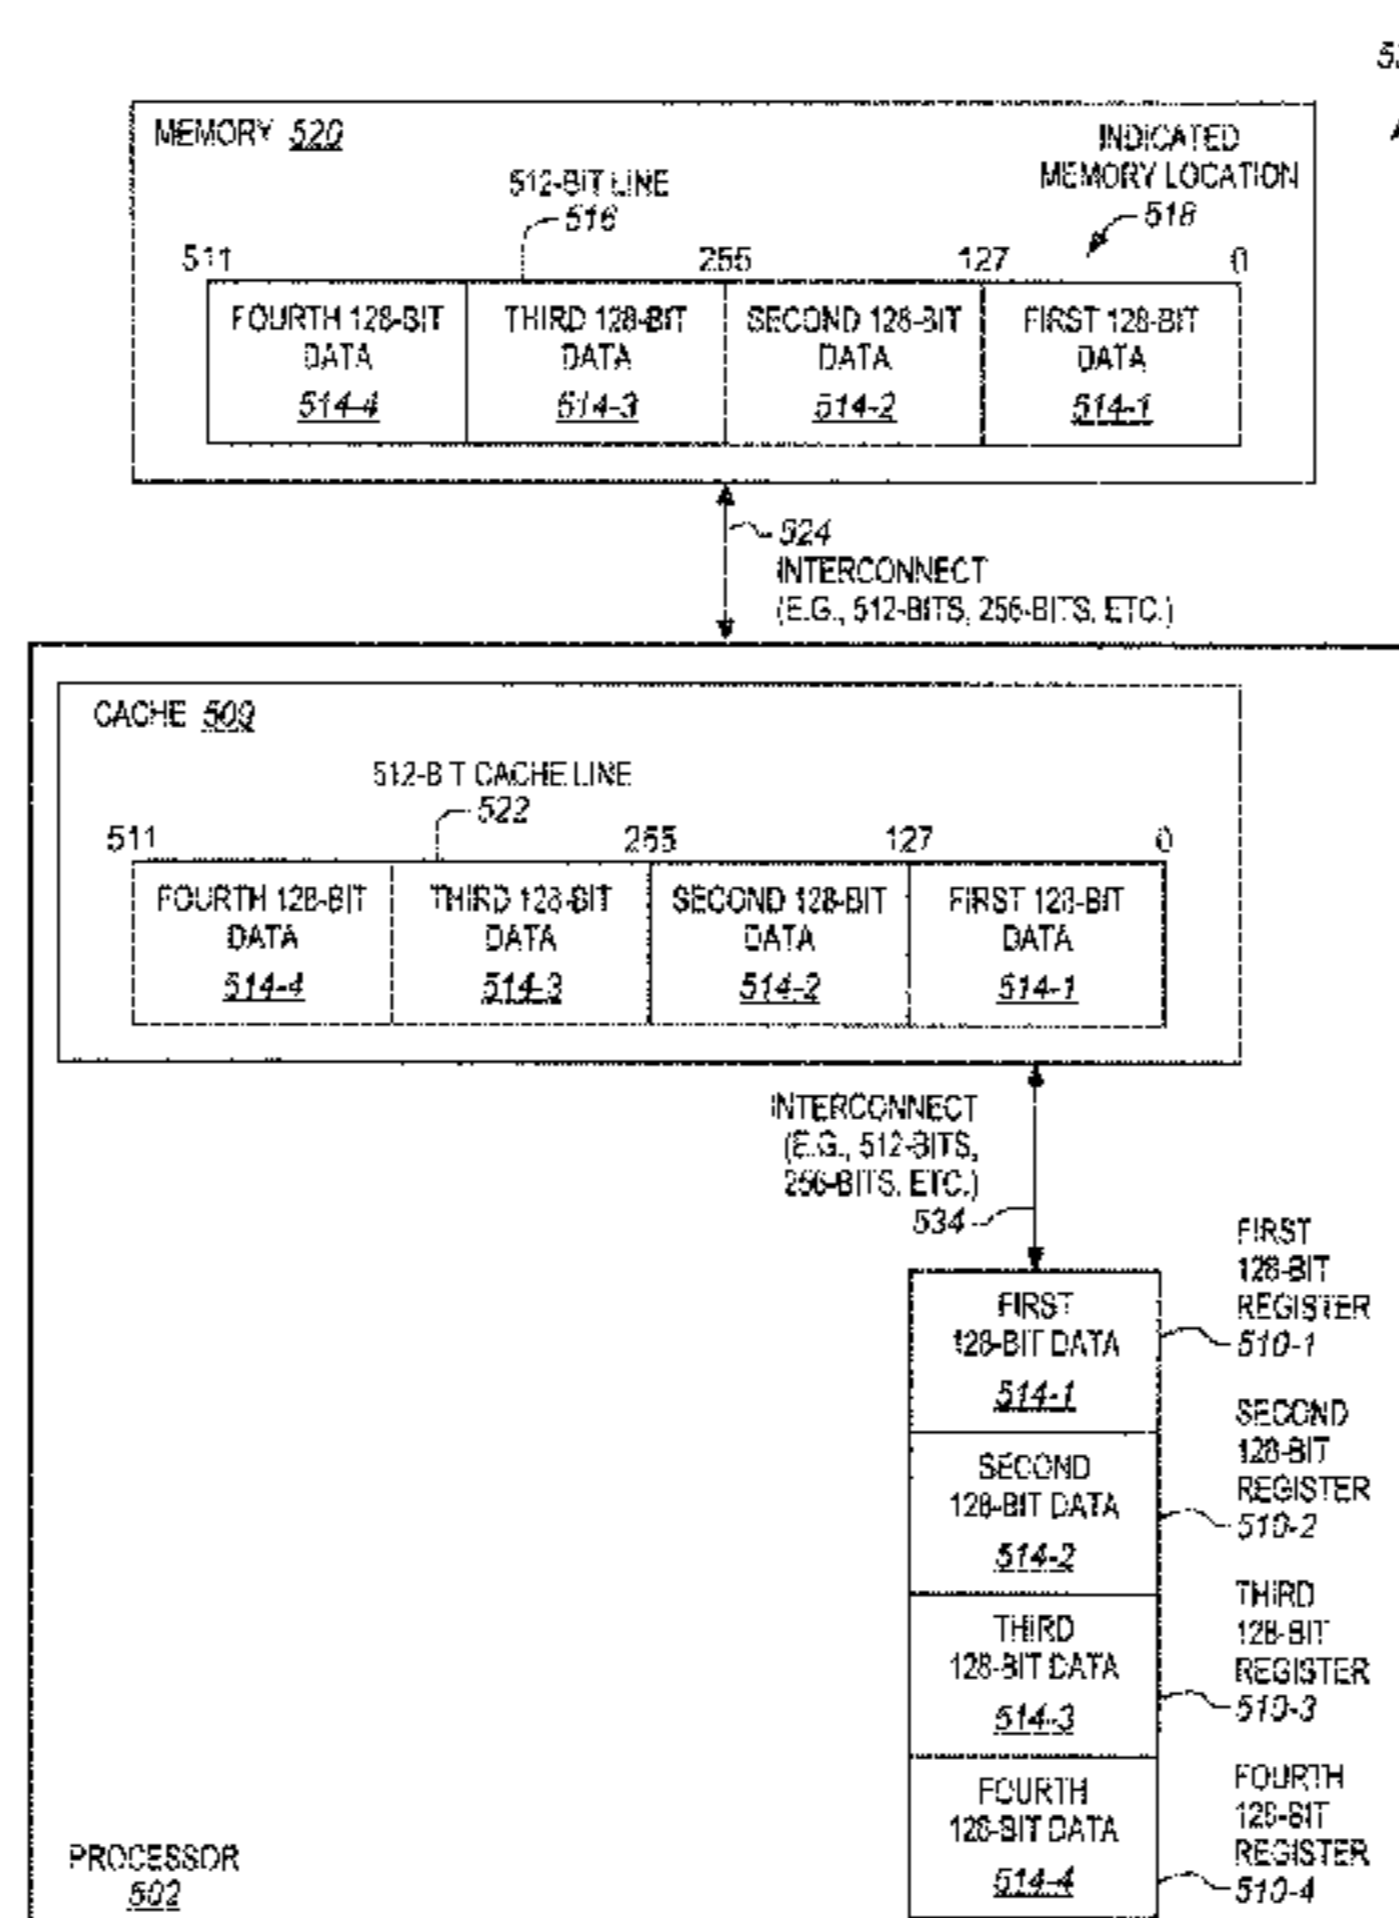 MEMORY 520
INDICATED
MEMORY LOCATION
518
512-BIT LINE
516
511 255 127 0
FOURTH 128-BIT
DATA
514-4
THIRD 128-BIT
DATA
514-3
SECOND 128-BIT
DATA
514-2
FIRST 128-BIT
DATA
514-1
524
INTERCONNECT
(E.G., 512-BITS, 256-BITS, ETC.)
CACHE 509
512-BIT CACHE LINE
522
511 255 127 0
FOURTH 128-BIT
DATA
514-4
THIRD 128-BIT
DATA
514-3
SECOND 128-BIT
DATA
514-2
FIRST 128-BIT
DATA
514-1
INTERCONNECT
(E.G., 512-BITS,
256-BITS, ETC.)
534
FIRST
128-BIT DATA
514-1
FIRST
128-BIT
REGISTER
510-1
SECOND
128-BIT DATA
514-2
SECOND
128-BIT
REGISTER
510-2
THIRD
128-BIT DATA
514-3
THIRD
128-BIT
REGISTER
510-3
FOURTH
128-BIT DATA
514-4
FOURTH
128-BIT
REGISTER
510-4
PROCESSOR
502